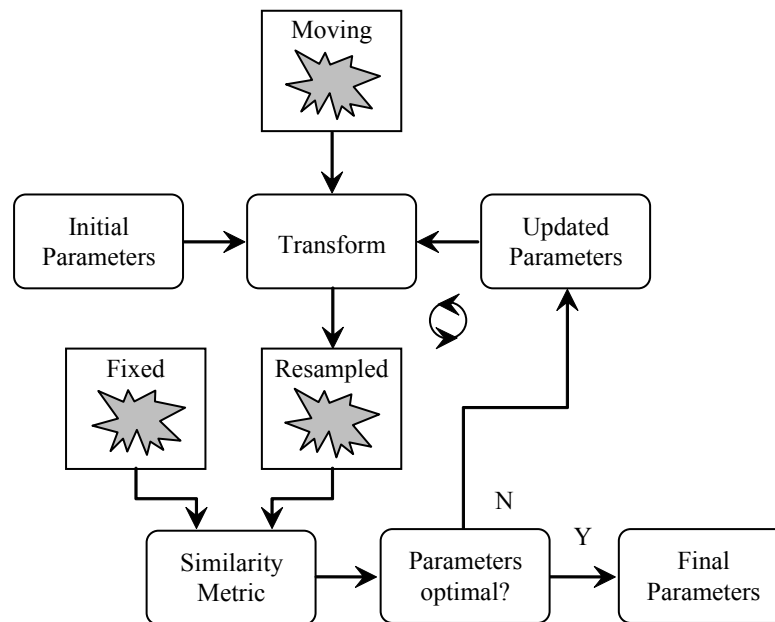 Moving
Initial
Parameters
Transform
Updated
Parameters
Fixed
Resampled
N
Y
Similarity
Metric
Parameters
optimal?
Final
Parameters